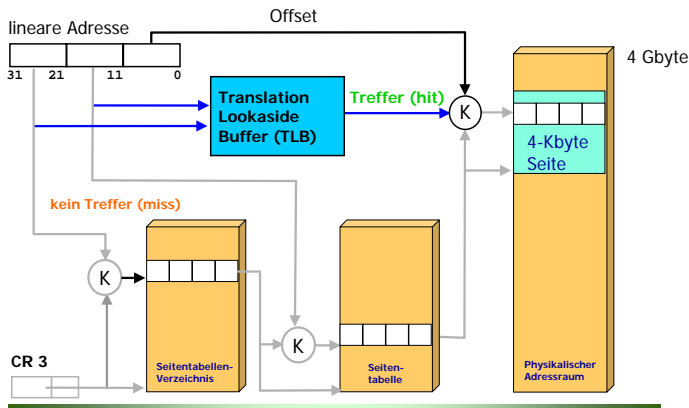 Offset
lineare Adresse
4 Gbyte
31 21 11 0
Translation
Lookaside
Buffer (TLB)
Treffer (hit)
K
4-Kbyte
Seite
kein Treffer (miss)
K
K
CR 3
Seitentabellen-
Verzeichnis
Seiten-
tabelle
Physikalischer
Adressraum